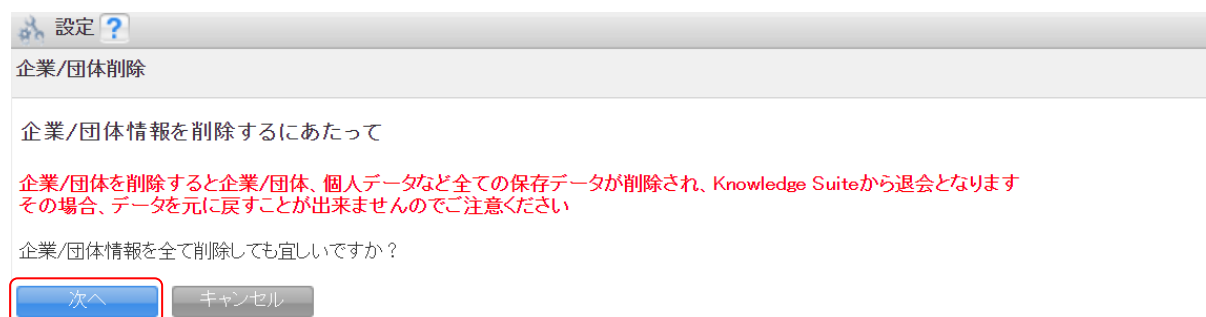 設定 ?
企業/団体削除
企業/団体情報を削除するにあたって
企業/団体を削除すると企業/団体、個人データなど全ての保存データが削除され、Knowledge Suiteから退会となります
その場合、データを元に戻すことが出来ませんのでご注意ください
企業/団体情報を全て削除しても宜しいですか？
次へ キャンセル